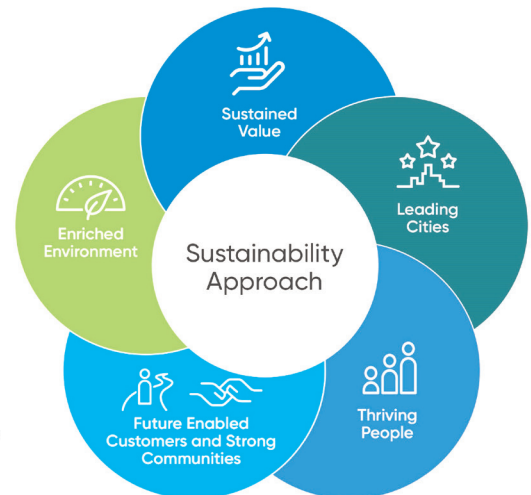 Sustained
Value
Leading
Cities
Enriched
Environment
Sustainability
Approach
Thriving
People
Future Enabled
Customers and Strong
Communities